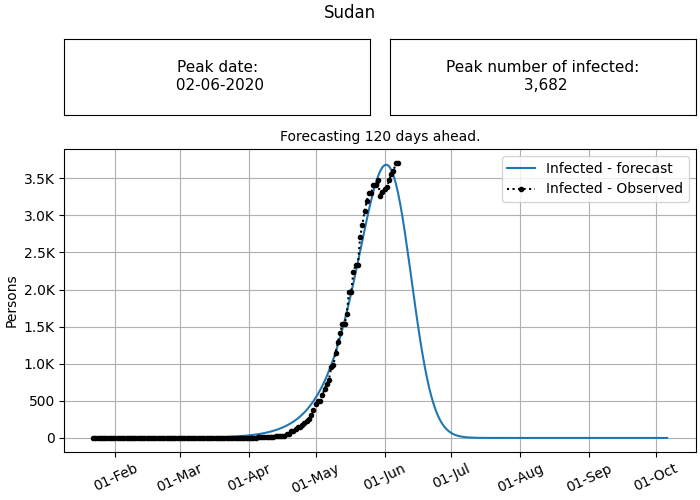 Sudan
Peak date:
02-06-2020
Peak number of infected:
3,682
Forecasting 120 days ahead.
Infected - forecast
Infected - Observed
Persons
3.5K
3.0K
2.5K
2.0K
1.5K
1.0K
500
0
01-Feb
01-Mar
01-Apr
01-May
01-Jun
01-Jul
01-Aug
01-Sep
01-Oct